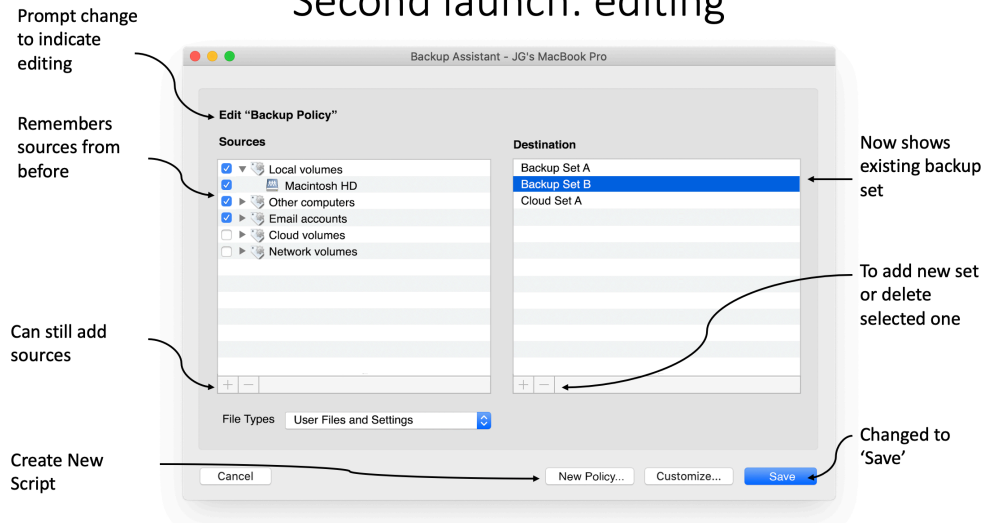 Second launch: editing
Prompt change
to indicate
editing
Backup Assistant - JG's MacBook Pro
Edit “Backup Policy”
Remembers
sources from
before
Sources
Local volumes
Macintosh HD
Other computers
Email accounts
Cloud volumes
Network volumes
Destination
Backup Set A
Backup Set B
Cloud Set A
Now shows
existing backup
set
To add new set
or delete
selected one
Can still add
sources
File Types User Files and Settings
Create New
Script
Cancel
New Policy...
Customize...
Save
Changed to
‘Save’